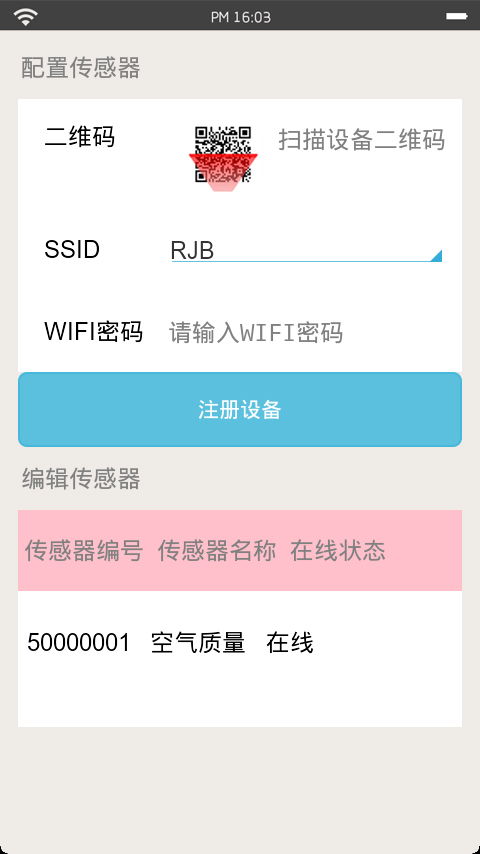 PM 16:03
配置传感器
二维码 扫描设备二维码
SSID RJB
WIFI密码 请输入WIFI密码
注册设备
编辑传感器
传感器编号 传感器名称 在线状态
50000001 空气质量 在线